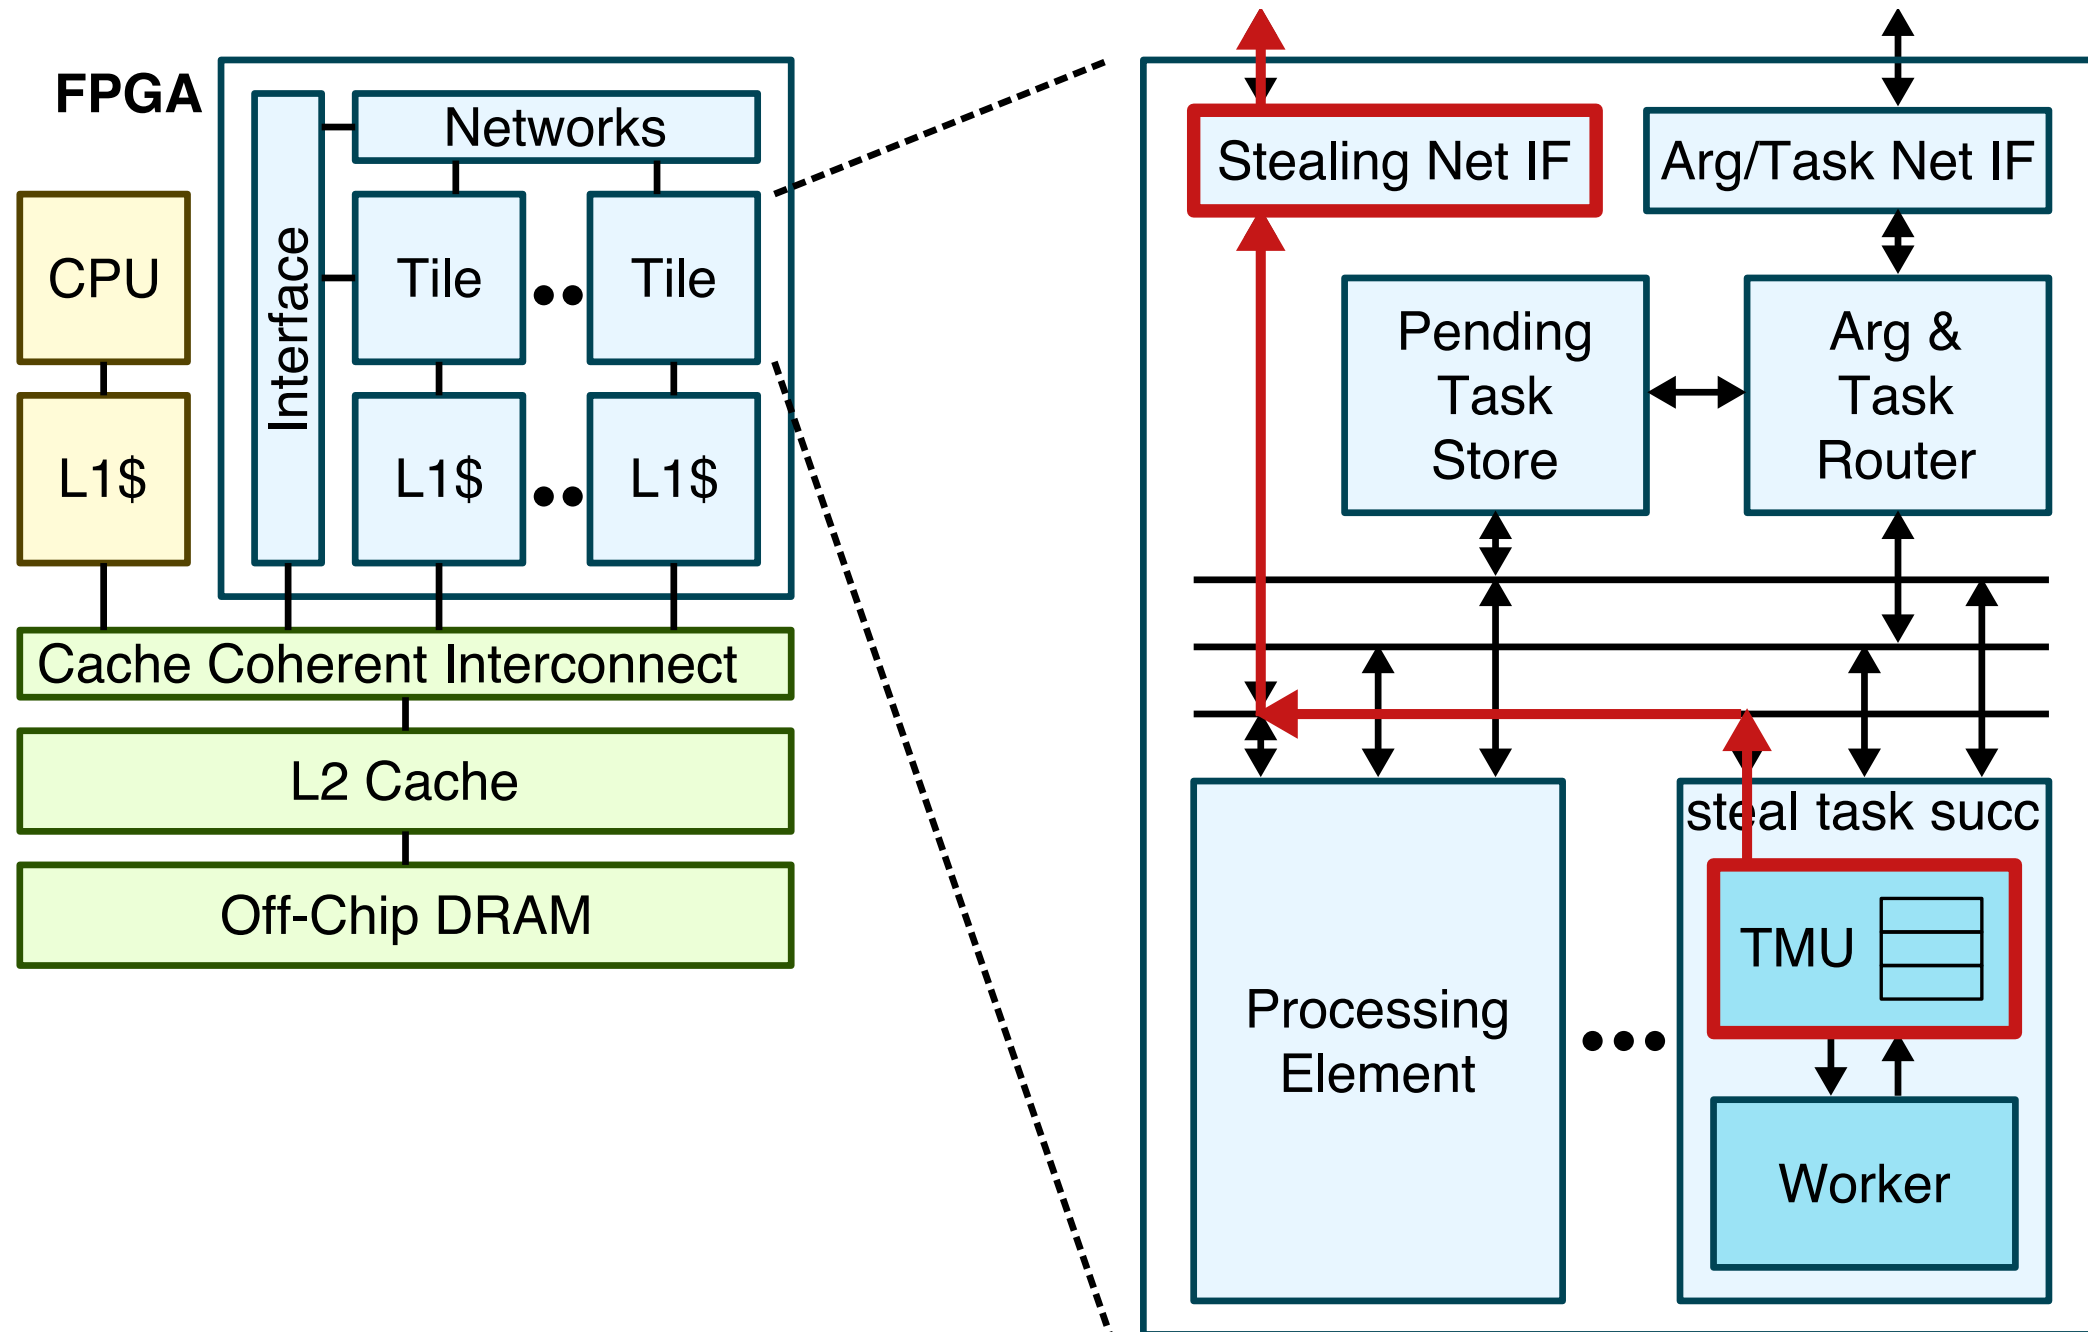 FPGA
Networks
Interface
CPU
Tile
Tile
L1$
L1$
L1$
Cache Coherent Interconnect
L2 Cache
Off-Chip DRAM
Stealing Net IF
Arg/Task Net IF
Pending
Task
Store
Arg &
Task
Router
Processing
Element
steal task succ
TMU
Worker